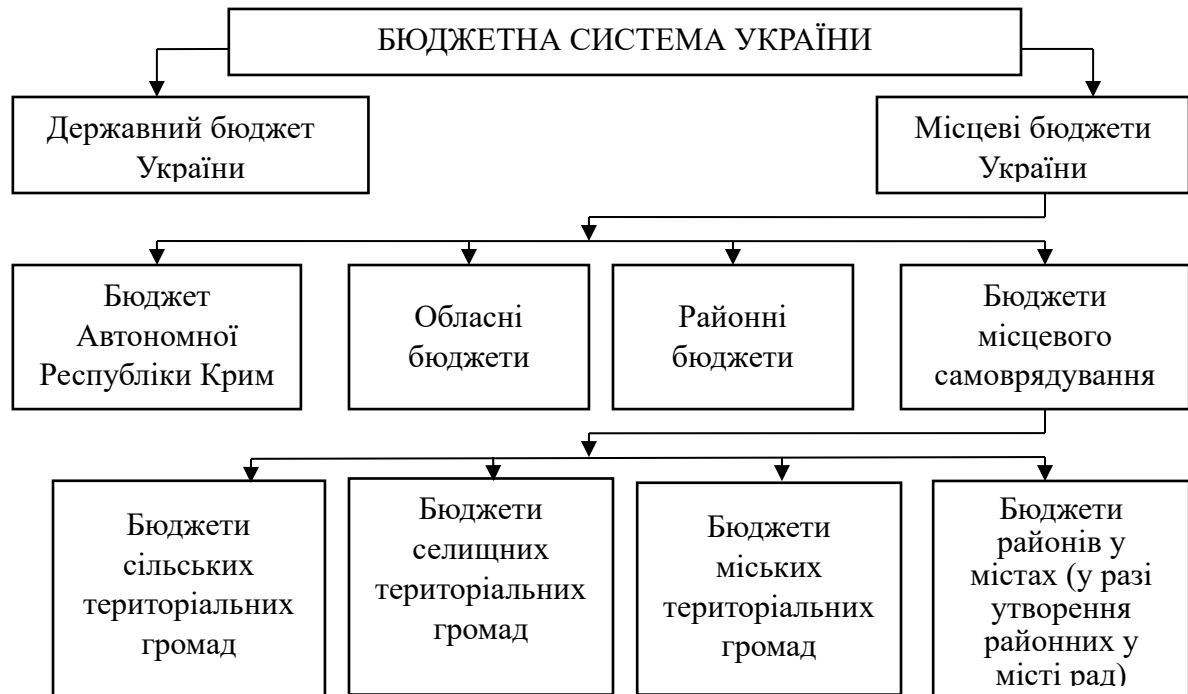 БЮДЖЕТНА СИСТЕМА УКРАЇНИ
Державний бюджет
України
Місцеві бюджети
України
Бюджет
Автономної
Республіки Крим
Обласні
бюджети
Районні
бюджети
Бюджети
місцевого
самоврядування
Бюджети
сільських
територіальних
громад
Бюджети
селищних
територіальних
громад
Бюджети
міських
територіальних
громад
Бюджети
районів у
містах (у разі
утворення
районних у
місті рад)